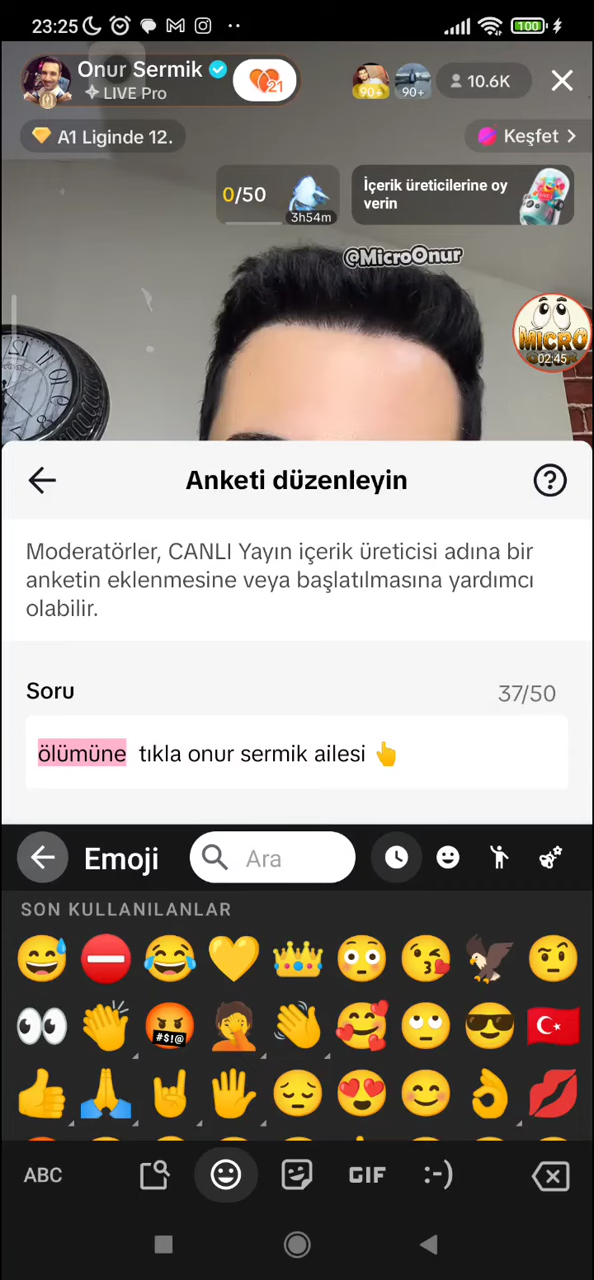 23:25
100
Onur Sermik
LIVE Pro
21
90+
90+
10.6K
A1 Liginde 12.
Keşfet
0/50
3h54m
İçerik üreticilerine oy
verin
@MicroOnur
MICRO
02:45
Anketi düzenleyin
Moderatörler, CANLI Yayın içerik üreticisi adına bir
anketin eklenmesine veya başlatılmasına yardımcı
olabilir.
Soru
37/50
ölümüne tıkla onur sermik ailesi 👆
Emoji
Ara
SON KULLANILANLAR
#$!@
ABC
GIF
:-)